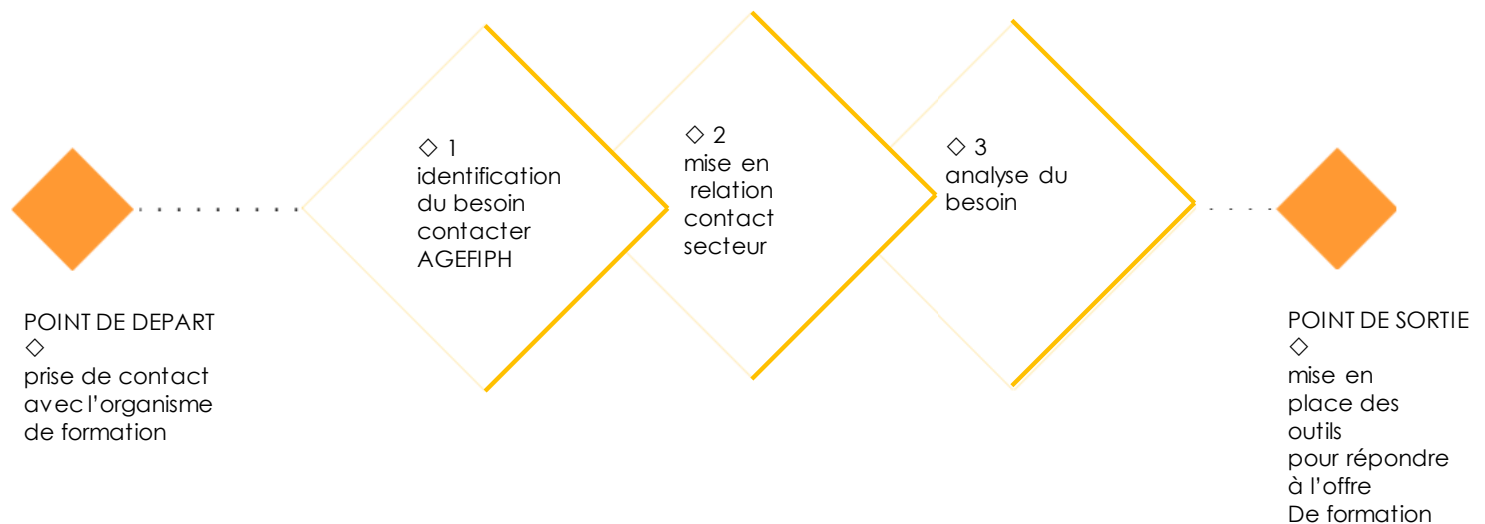 POINT DE DEPART
◇
prise de contact
avec l’organisme
de formation
◇ 1
identification
du besoin
contacter
AGEFIPH
◇ 2
mise en
relation
contact
secteur
◇ 3
analyse du
besoin
POINT DE SORTIE
◇
mise en
place des
outils
pour répondre
à l’offre
De formation